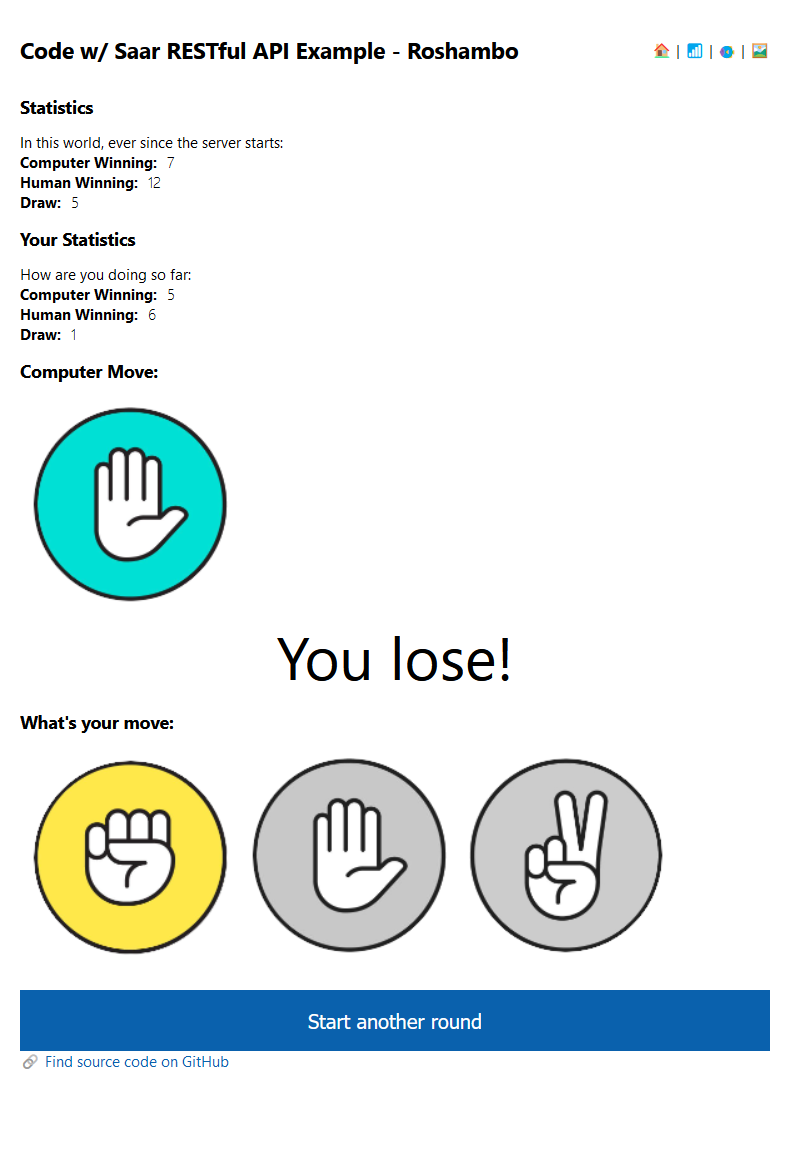 Code w/ Saar RESTful API Example - Roshambo
| | |
Statistics
In this world, ever since the server starts:
Computer Winning: 7
Human Winning: 12
Draw: 5
Your Statistics
How are you doing so far:
Computer Winning: 5
Human Winning: 6
Draw: 1
Computer Move:
You lose!
What's your move:
Start another round
Find source code on GitHub